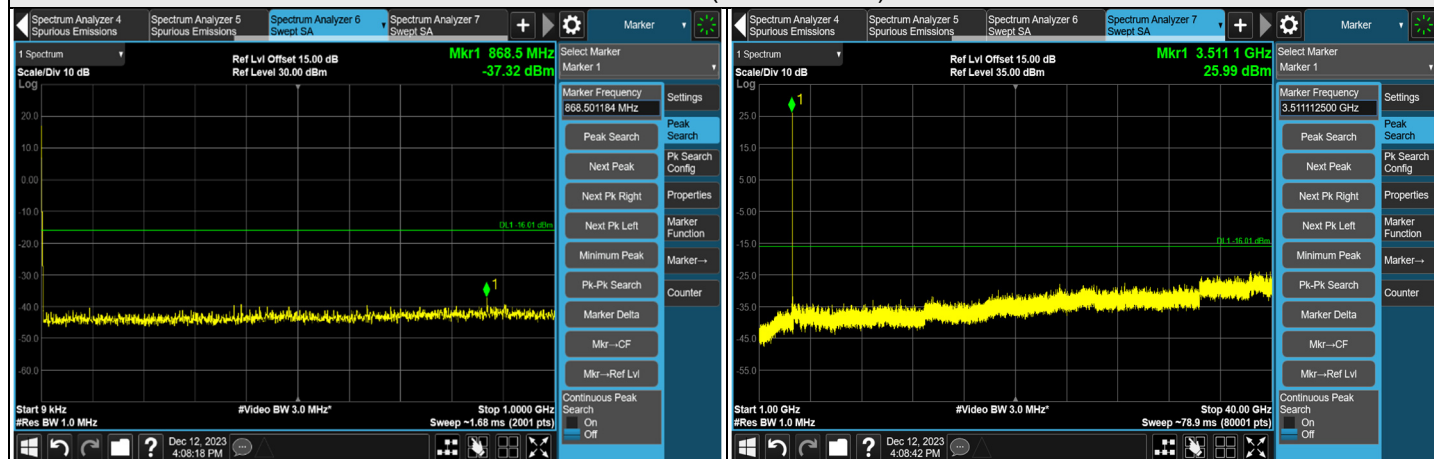 Spectrum Analyzer 4
Spurious Emissions
Spectrum Analyzer 5
Spurious Emissions
Spectrum Analyzer 6
Swept SA
Spectrum Analyzer 7
Swept SA
+
Marker
1 Spectrum
Scale/Div 10 dB
Log
Ref Lvl Offset 15.00 dB
Ref Level 30.00 dBm
Mkr1 868.5 MHz
-37.32 dBm
20.0
10.0
0.00
-10.0
-20.0
-30.0
-40.0
-50.0
-60.0
DL1 -16.01 dBm
1
Start 9 kHz
#Res BW 1.0 MHz
#Video BW 3.0 MHz*
Stop 1.0000 GHz
Sweep ~1.68 ms (2001 pts)
Select Marker
Marker 1
Marker Frequency
868.501184 MHz
Peak Search
Next Peak
Next Pk Right
Next Pk Left
Minimum Peak
Pk-Pk Search
Marker Delta
Mkr→CF
Mkr→Ref Lvl
Continuous Peak
Search
On
Off
Settings
Peak
Search
Pk Search
Config
Properties
Marker
Function
Marker→
Counter
?
Dec 12, 2023
4:08:18 PM
Spectrum Analyzer 4
Spurious Emissions
Spectrum Analyzer 5
Spurious Emissions
Spectrum Analyzer 6
Swept SA
Spectrum Analyzer 7
Swept SA
+
Marker
1 Spectrum
Scale/Div 10 dB
Log
Ref Lvl Offset 15.00 dB
Ref Level 35.00 dBm
Mkr1 3.511 1 GHz
25.99 dBm
25.0
15.0
5.00
-5.00
-15.0
-25.0
-35.0
-45.0
-55.0
DL1 -16.01 dBm
1
Start 1.00 GHz
#Res BW 1.0 MHz
#Video BW 3.0 MHz*
Stop 40.00 GHz
Sweep ~78.9 ms (80001 pts)
Select Marker
Marker 1
Marker Frequency
3.511112500 GHz
Peak Search
Next Peak
Next Pk Right
Next Pk Left
Minimum Peak
Pk-Pk Search
Marker Delta
Mkr→CF
Mkr→Ref Lvl
Continuous Peak
Search
On
Off
Settings
Peak
Search
Pk Search
Config
Properties
Marker
Function
Marker→
Counter
?
Dec 12, 2023
4:08:42 PM